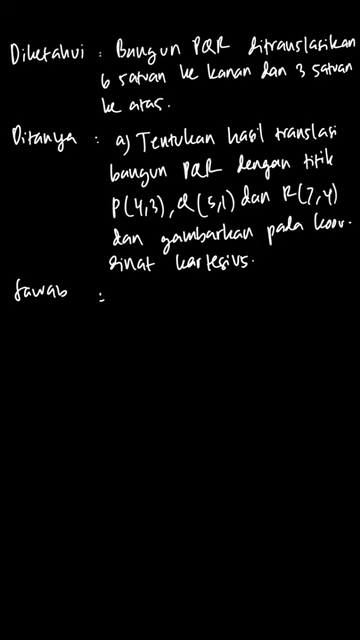 Diketahui : Bangun PQR ditranslasikan
6 satuan ke kanan dan 3 satuan
ke atas.
Ditanya : a) Tentukan hasil translasi
bangun PQR dengan titik
P(4,3), Q(5,1) dan R(7,4)
dan gambarkan pada koor
dinat kartesius.
Jawab :